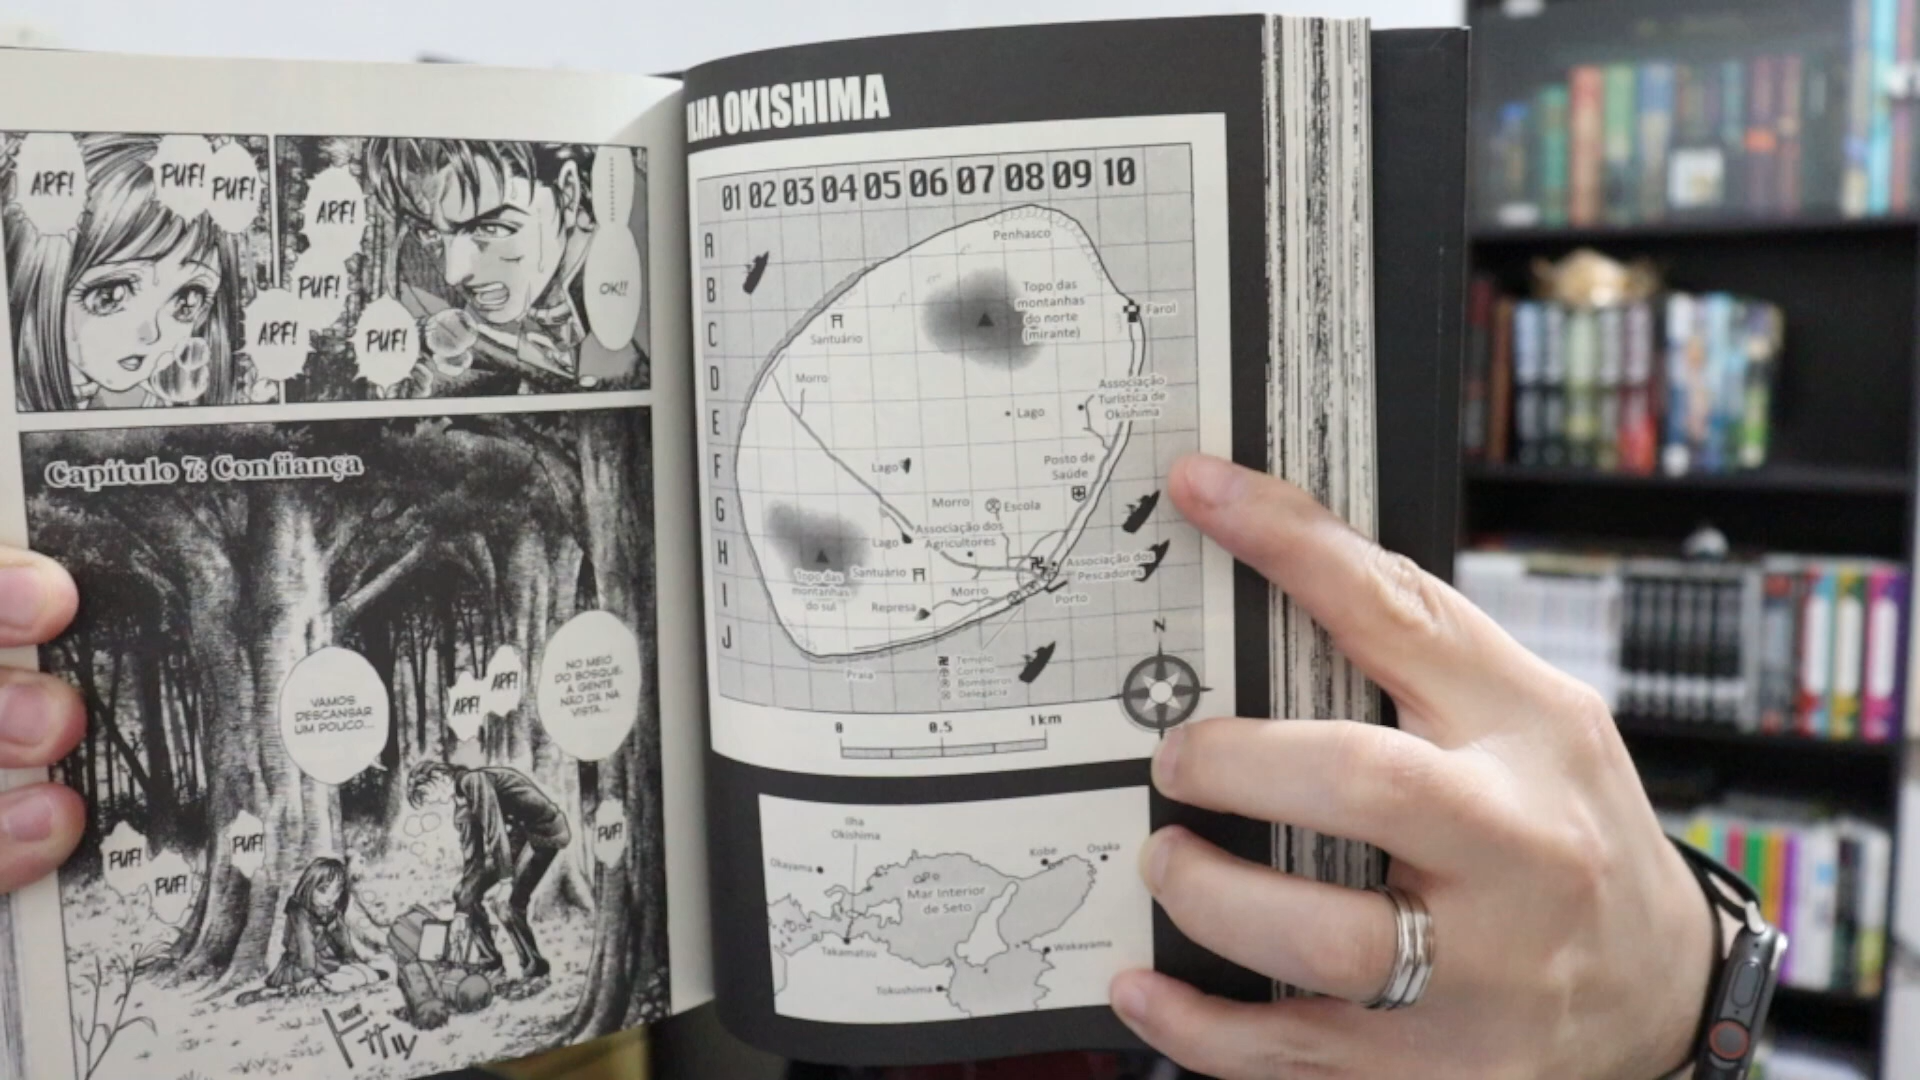 ARF!
PUF!
PUF!
ARF!
PUF!
ARF!
PUF!
OK!!
Capítulo 7: Confiança
VAMOS
DESCANSAR
UM POUCO...
ARF!
ARF!
NO MEIO
DO BOSQUE,
A GENTE
NÃO DÁ NA
VISTA...
PUF!
PUF!
PUF!
PUF!
ILHA OKISHIMA
01 02 03 04 05 06 07 08 09 10
A
B
C
D
E
F
G
H
I
J
Penhasco
Topo das
montanhas
do norte
(mirante)
Farol
Santuário
Morro
Associação
Turística de
Okishima
Lago
Posto de
Saúde
Lago
Morro
Escola
Associação dos
Agricultores
Lago
Associação dos
Pescadores
Santuário
Topo das
montanhas
do sul
Morro
Porto
Represa
Praia
Templo
Correio
Bombeiros
Delegacia
N
0 0.5 1km
Ilha
Okishima
Okayama
Kobe
Osaka
Mar Interior
de Seto
Takamatsu
Wakayama
Tokushima